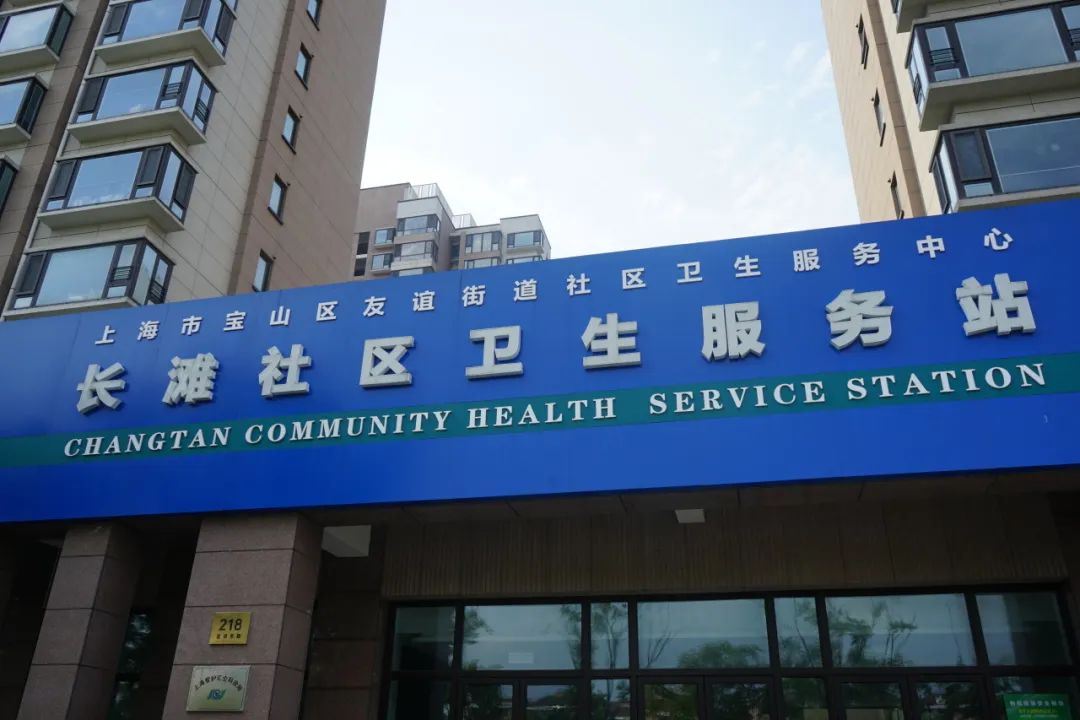 上海市宝山区友谊街道社区卫生服务中心
长滩社区卫生服务站
CHANGTAN COMMUNITY HEALTH SERVICE STATION
218